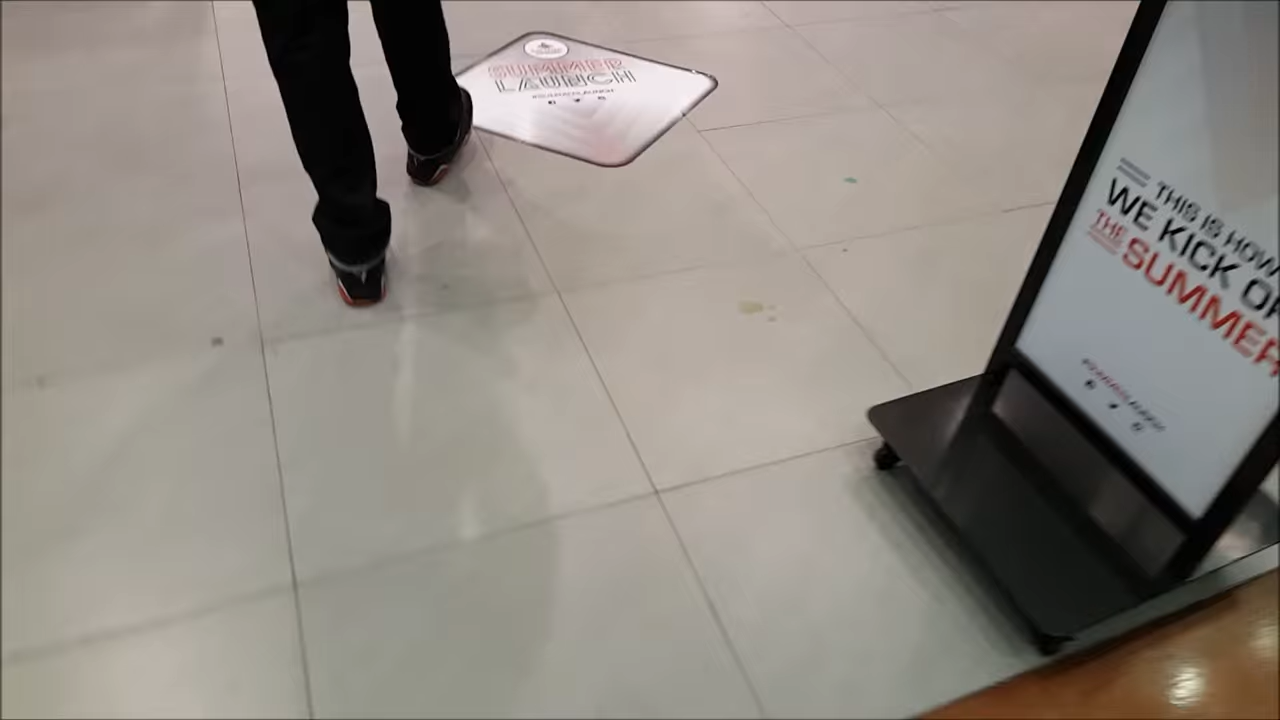 SUMMER
LAUNCH
THIS IS HOW
WE KICK OF
THE SUMMER